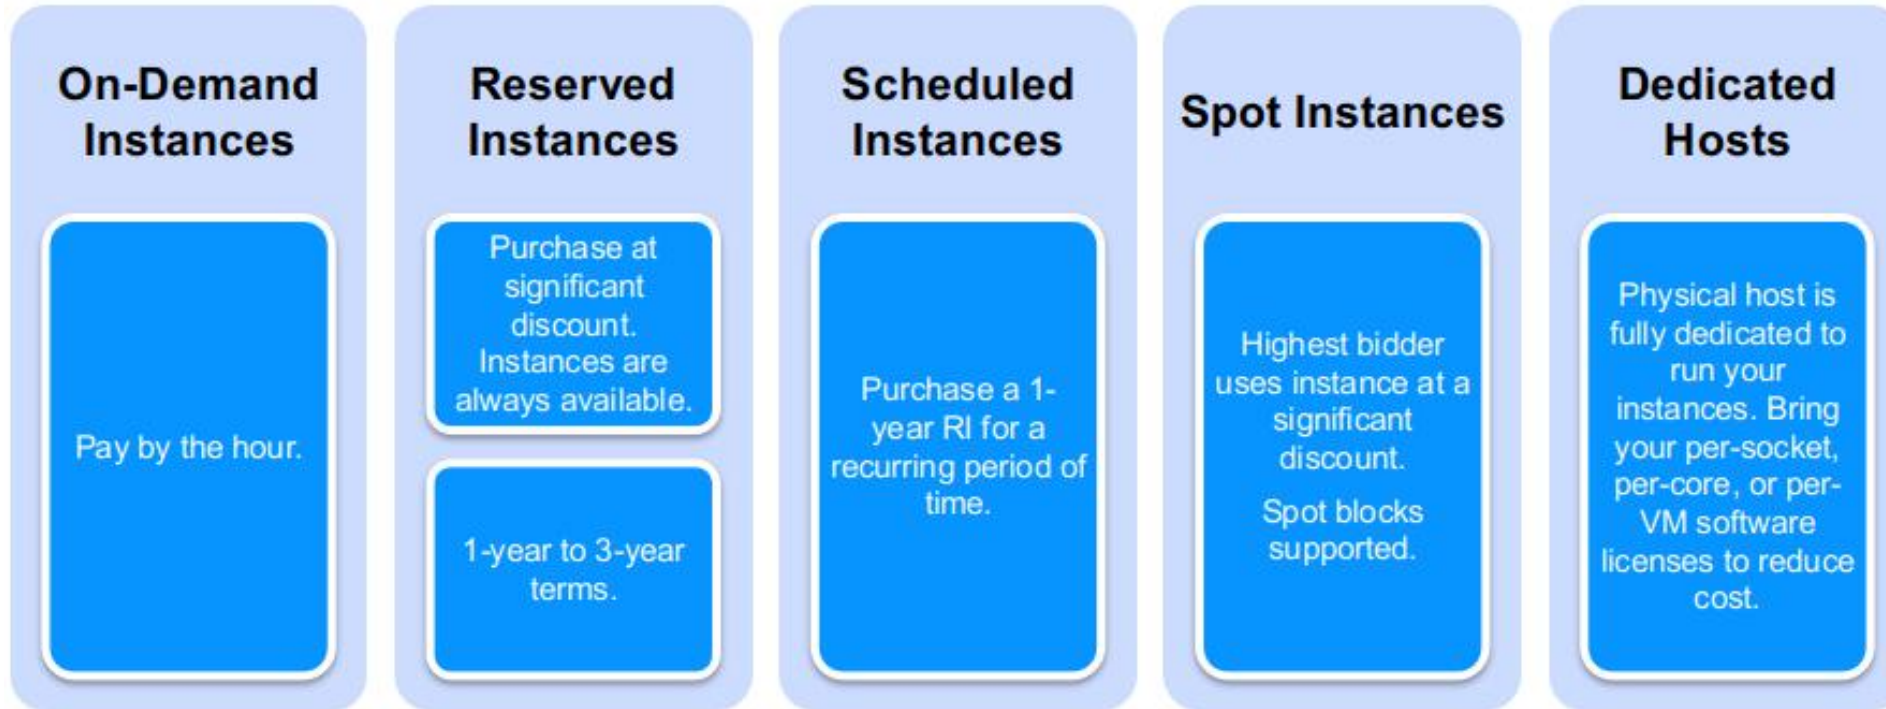 On-Demand
Instances
Pay by the hour.
Reserved
Instances
Purchase at
significant
discount.
Instances are
always available.
1-year to 3-year
terms.
Scheduled
Instances
Purchase a 1-
year RI for a
recurring period of
time.
Spot Instances
Highest bidder
uses instance at a
significant
discount.
Spot blocks
supported.
Dedicated
Hosts
Physical host is
fully dedicated to
run your
instances. Bring
your per-socket,
per-core, or per-
VM software
licenses to reduce
cost.